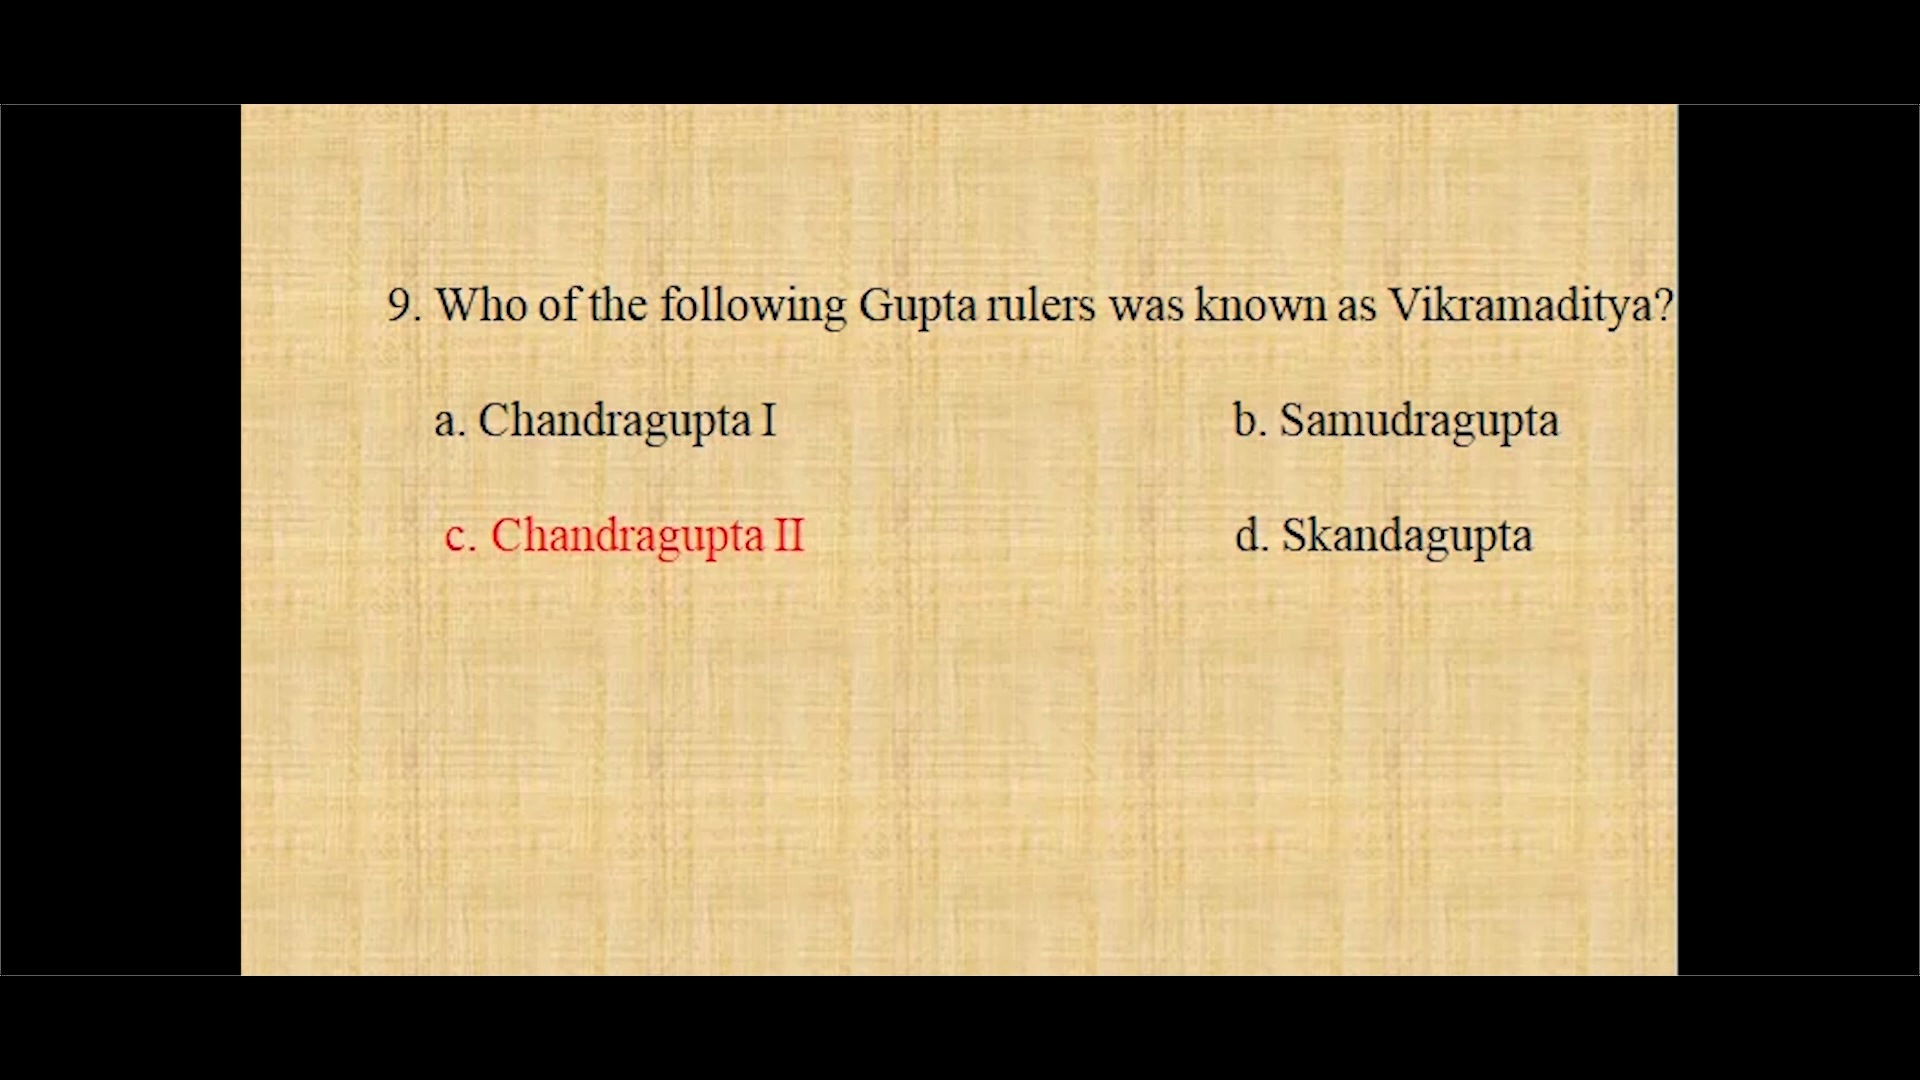 9. Who of the following Gupta rulers was known as Vikramaditya?
a. Chandragupta I b. Samudragupta
c. Chandragupta II d. Skandagupta